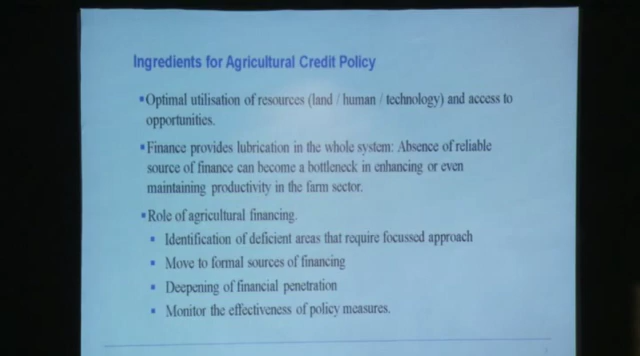 Ingredients for Agricultural Credit Policy
▪Optimal utilisation of resources (land / human / technology) and access to
opportunities.
▪Finance provides lubrication in the whole system: Absence of reliable
source of finance can become a bottleneck in enhancing or even
maintaining productivity in the farm sector.
▪Role of agricultural financing.
▪ Identification of deficient areas that require focussed approach
▪ Move to formal sources of financing
▪ Deepening of financial penetration
▪ Monitor the effectiveness of policy measures.